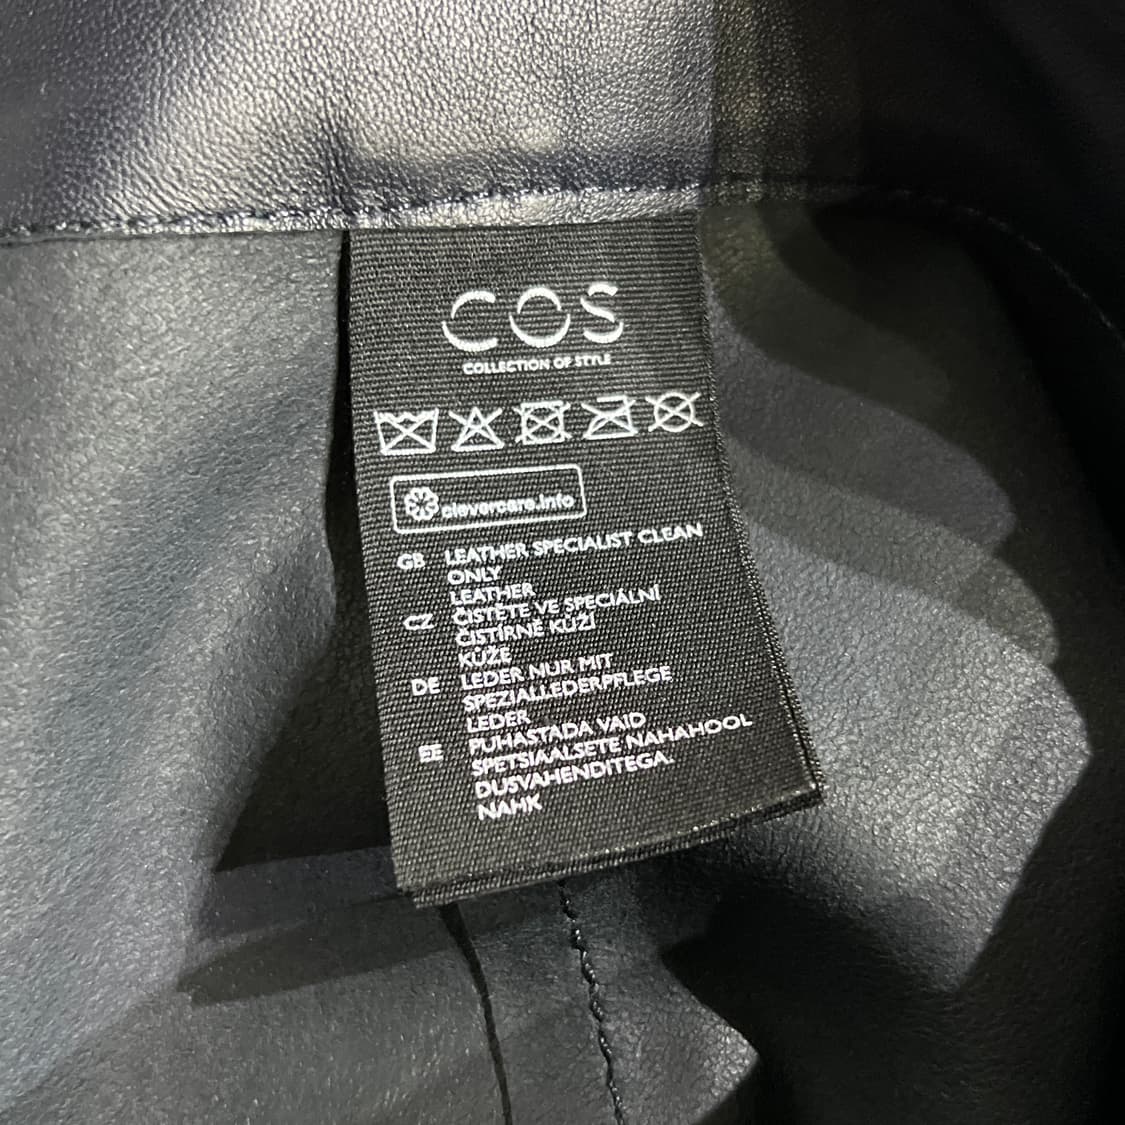 COS
COLLECTION OF STYLE
clevercare.info
GB LEATHER SPECIALIST CLEAN
ONLY
LEATHER
CZ ČISTĚTE VE SPECIÁLNÍ
ČISTÍRNĚ KŮŽÍ
KŮŽE
DE LEDER NUR MIT
SPEZIALLEDERPFLEGE
LEDER
EE PUHASTADA VAID
SPETSIAALSETE NAHAHOOL
DUSVAHENDITEGA.
NAHK